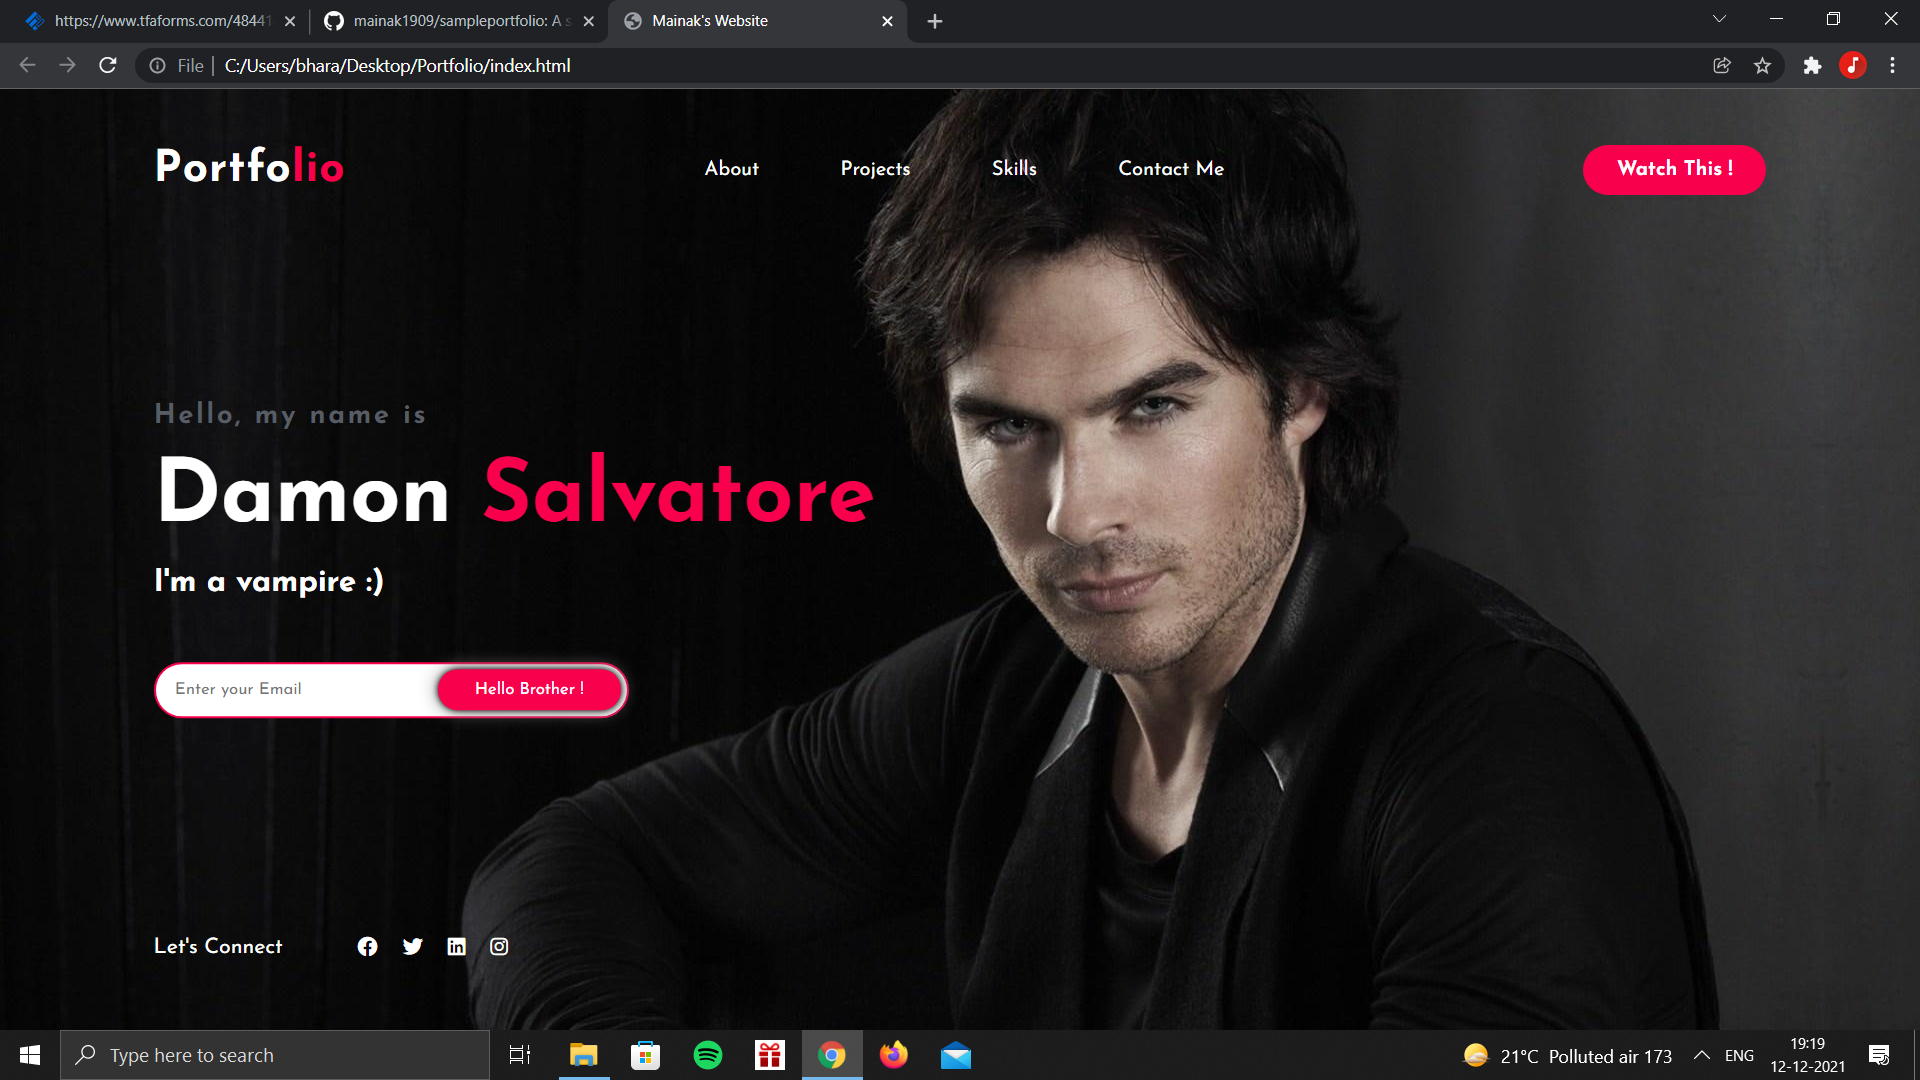 https://www.tfaforms.com/48441
mainak1909/sampleportfolio: A s
Mainak's Website
File | C:/Users/bhara/Desktop/Portfolio/index.html
Portfolio
About Projects Skills Contact Me
Watch This !
Hello, my name is
Damon Salvatore
I'm a vampire :)
Enter your Email
Hello Brother !
Let's Connect
Type here to search
21°C Polluted air 173
ENG
19:19
12-12-2021